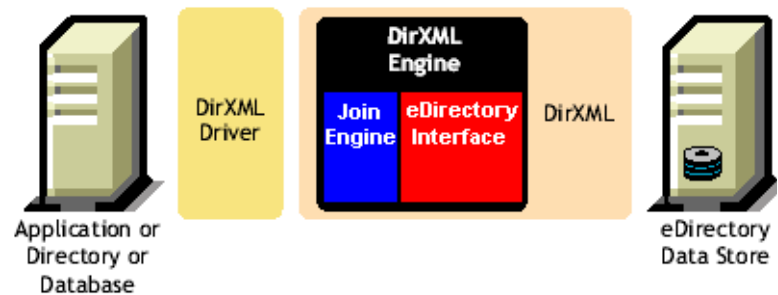 DirXML
Engine
DirXML
Driver
Join
Engine
eDirectory
Interface
DirXML
Application or
Directory or
Database
eDirectory
Data Store